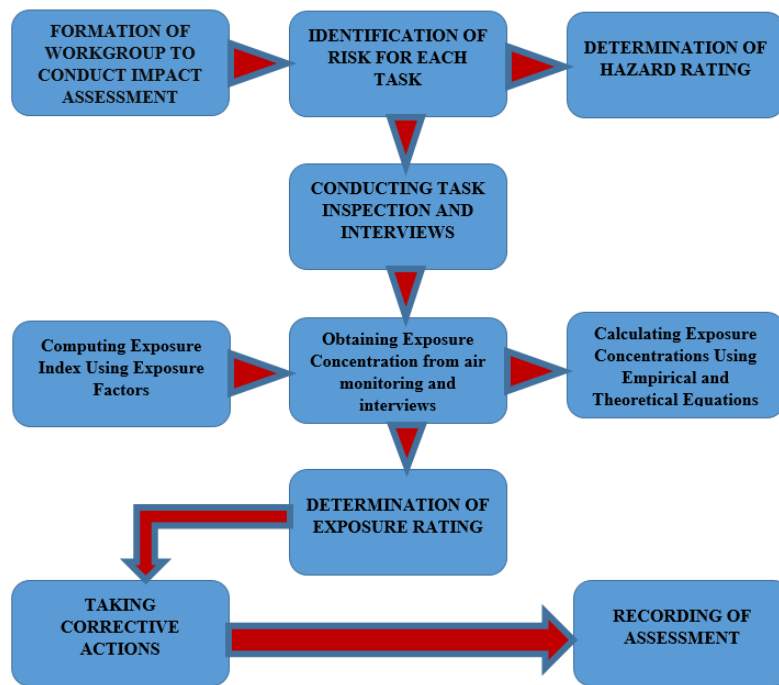 FORMATION OF
WORKGROUP TO
CONDUCT IMPACT
ASSESSMENT
IDENTIFICATION OF
RISK FOR EACH
TASK
DETERMINATION OF
HAZARD RATING
CONDUCTING TASK
INSPECTION AND
INTERVIEWS
Computing Exposure
Index Using Exposure
Factors
Obtaining Exposure
Concentration from air
monitoring and
interviews
Calculating Exposure
Concentrations Using
Empirical and
Theoretical Equations
DETERMINATION OF
EXPOSURE RATING
TAKING
CORRECTIVE
ACTIONS
RECORDING OF
ASSESSMENT